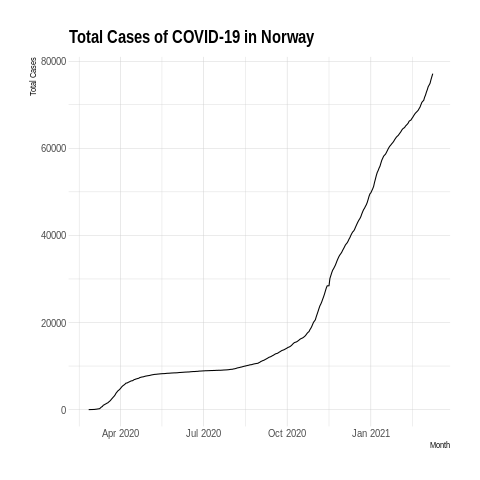 Total Cases of COVID-19 in Norway
Total Cases
80000
60000
40000
20000
0
Apr 2020 Jul 2020 Oct 2020 Jan 2021
Month